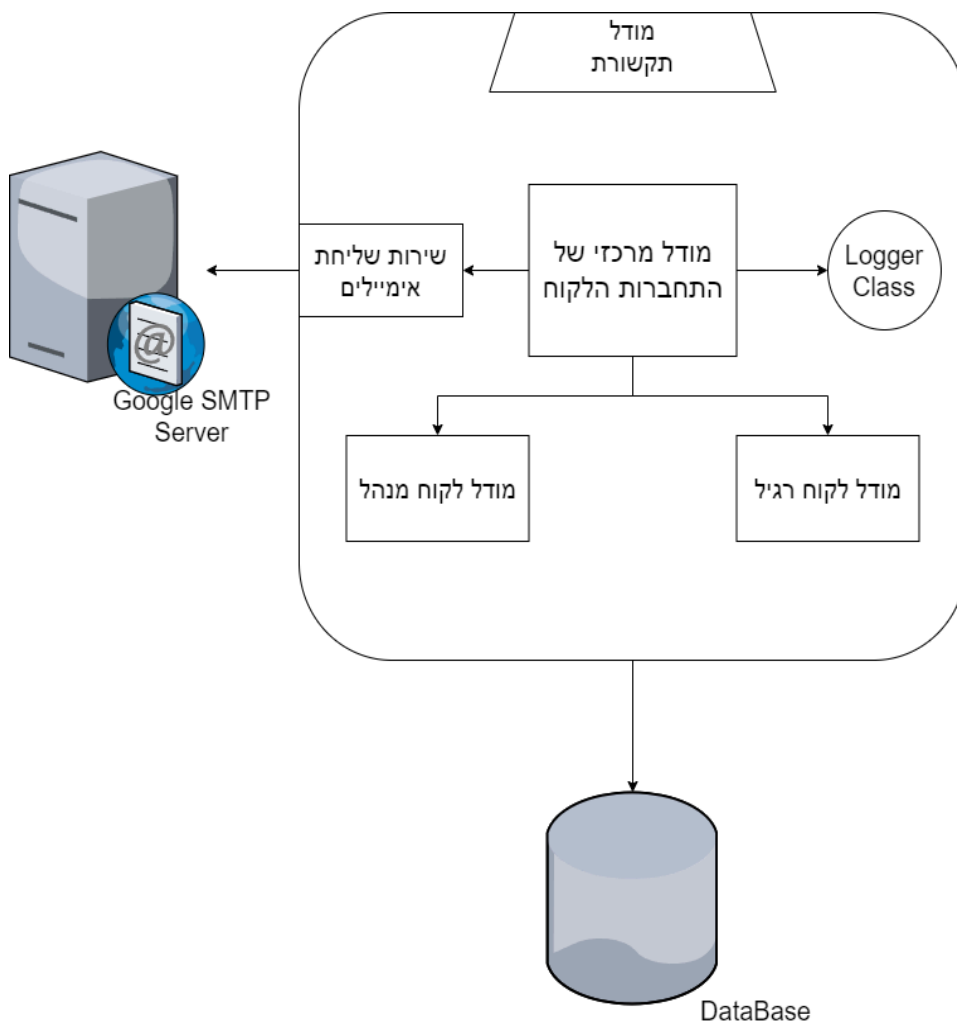 מודל
תקשורת
שירות שליחת
אימיילים
מודל מרכזי של
התחברות הלקוח
Logger
Class
Google SMTP
Server
מודל לקוח מנהל
מודל לקוח רגיל
DataBase